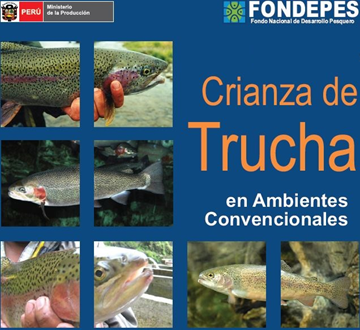 PERÚ
Ministerio
de la Producción
FONDEPES
Fondo Nacional de Desarrollo Pesquero
Crianza de
Trucha
en Ambientes
Convencionales